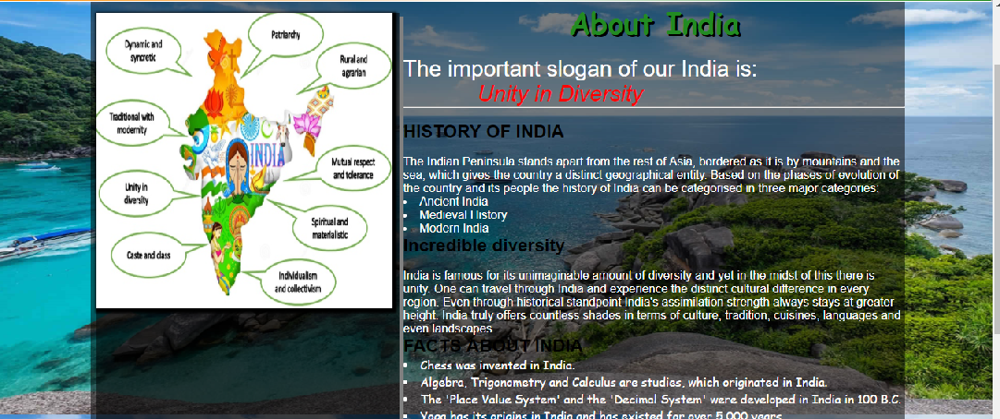 Dynamic and
syncretic
Patriarchy
Rural and
agrarian
Traditional with
modernity
Mutual respect
and tolerance
Unity in
diversity
Spiritual and
materialistic
Caste and class
Individualism
and collectivism
INDIA
About India
The important slogan of our India is:
Unity in Diversity
HISTORY OF INDIA
The Indian Peninsula stands apart from the rest of Asia, bordered as it is by mountains and the
sea, which gives the country a distinct geographical entity. Based on the phases of evolution of
the country and its people the history of India can be categorised in three major categories:
• Ancient India
• Medieval History
• Modern India
Incredible diversity
India is famous for its unimaginable amount of diversity and yet in the midst of this there is
unity. One can travel through India and experience the distinct cultural difference in every
region. Even through historical standpoint India's assimilation strength always stays at greater
height. India truly offers countless shades in terms of culture, tradition, cuisines, languages and
even landscapes
FACTS ABOUT INDIA
• Chess was invented in India.
• Algebra, Trigonometry and Calculus are studies, which originated in India.
• The 'Place Value System' and the 'Decimal System' were developed in India in 100 B.C.
• Yoga has its origins in India and has existed for over 5,000 years